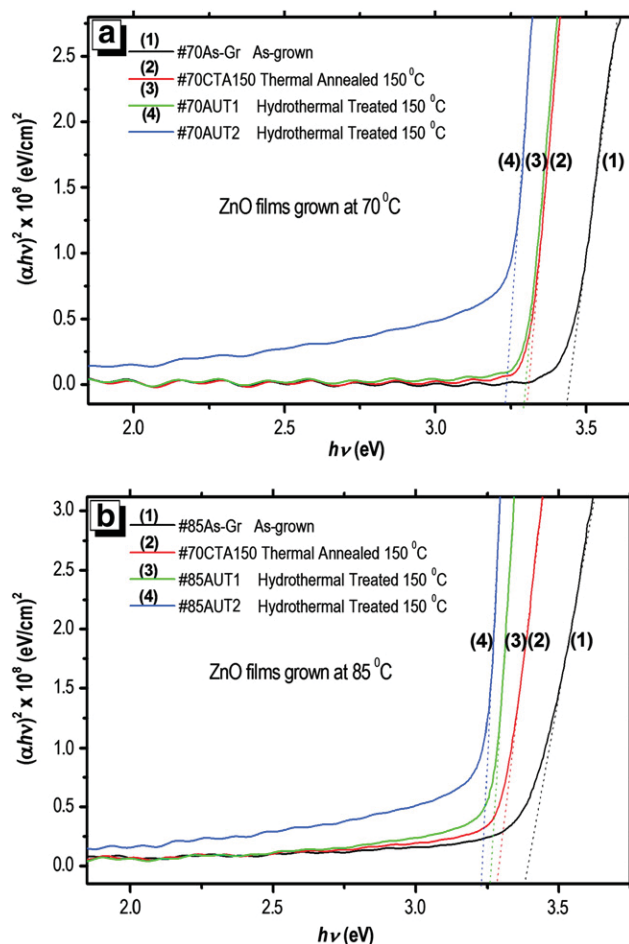 a
(1) #70As-Gr As-grown
(2) #70CTA150 Thermal Annealed 150 ⁰C
(3) #70AUT1 Hydrothermal Treated 150 ⁰C
(4) #70AUT2 Hydrothermal Treated 150 ⁰C
(4) (3) (2) (1)
ZnO films grown at 70 ⁰C
(αhν)² x 10⁸ (eV/cm)²
2.5
2.0
1.5
1.0
0.5
0.0
2.0 2.5 3.0 3.5
hν (eV)
b
(1) #85As-Gr As-grown
(2) #70CTA150 Thermal Annealed 150 ⁰C
(3) #85AUT1 Hydrothermal Treated 150 ⁰C
(4) #85AUT2 Hydrothermal Treated 150 ⁰C
(4) (3) (2) (1)
ZnO films grown at 85 ⁰C
(αhν)² x 10⁸ (eV/cm)²
3.0
2.5
2.0
1.5
1.0
0.5
0.0
2.0 2.5 3.0 3.5
hν (eV)